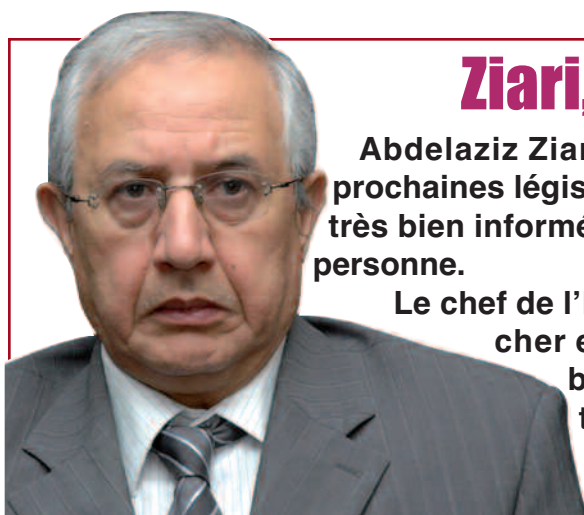 Ziari,
Abdelaziz Ziar
prochaines légis
très bien informé
personne.
Le chef de l'
cher e
b
t